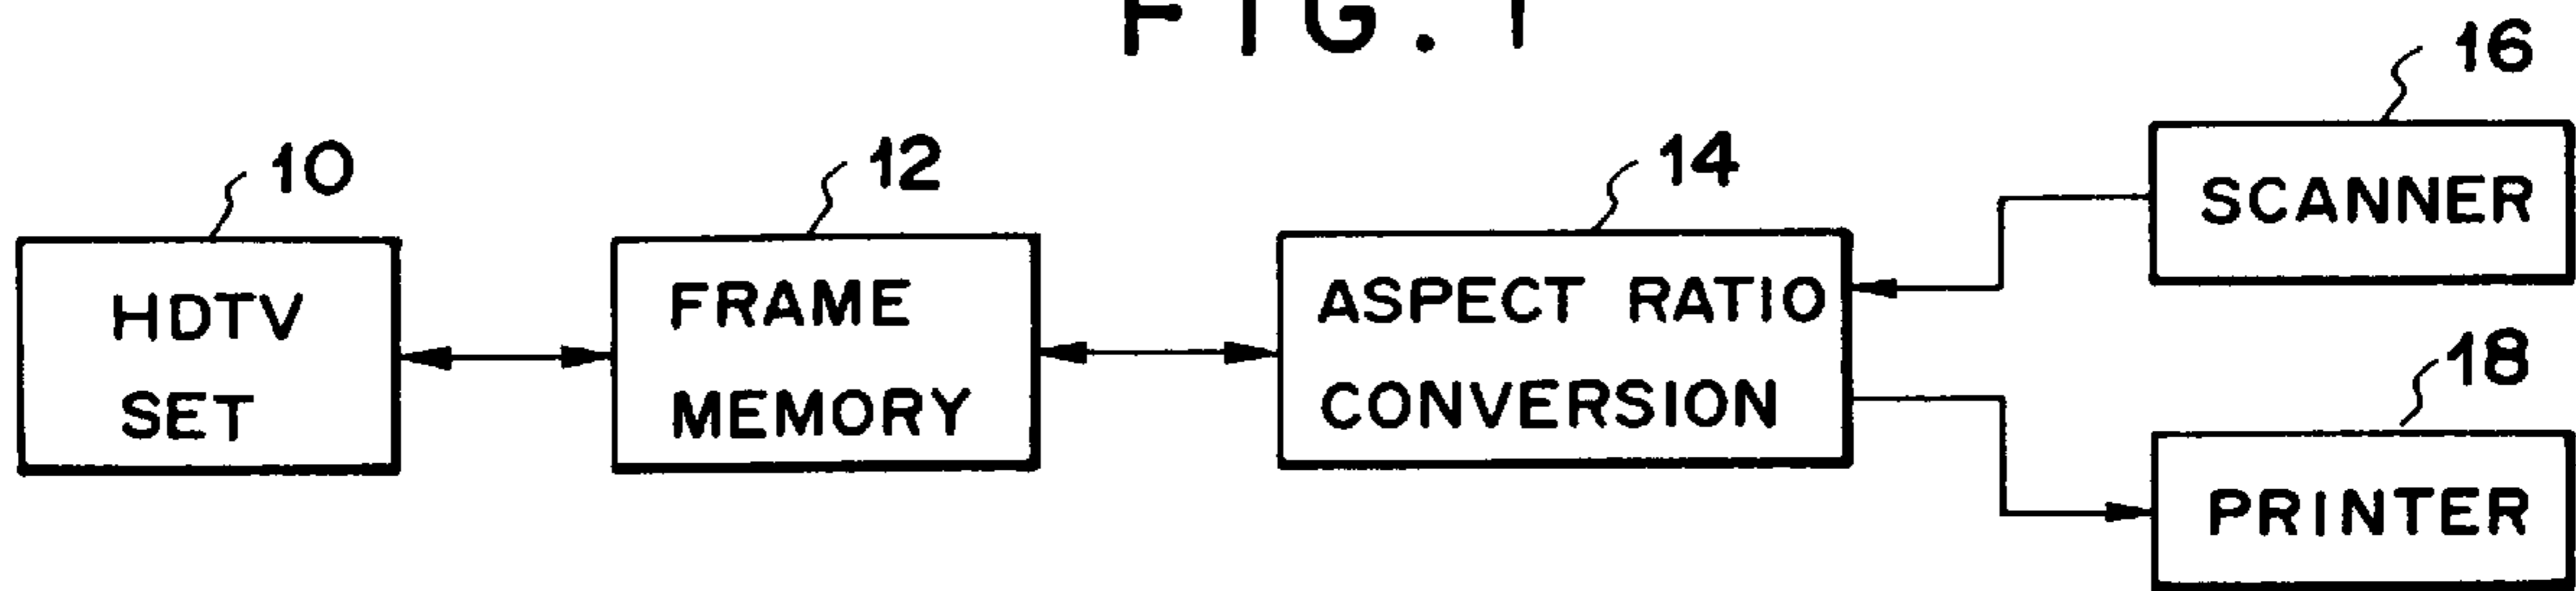 FIG. 1
16
10
12
14
SCANNER
HDTV
SET
FRAME
MEMORY
ASPECT RATIO
CONVERSION
18
PRINTER